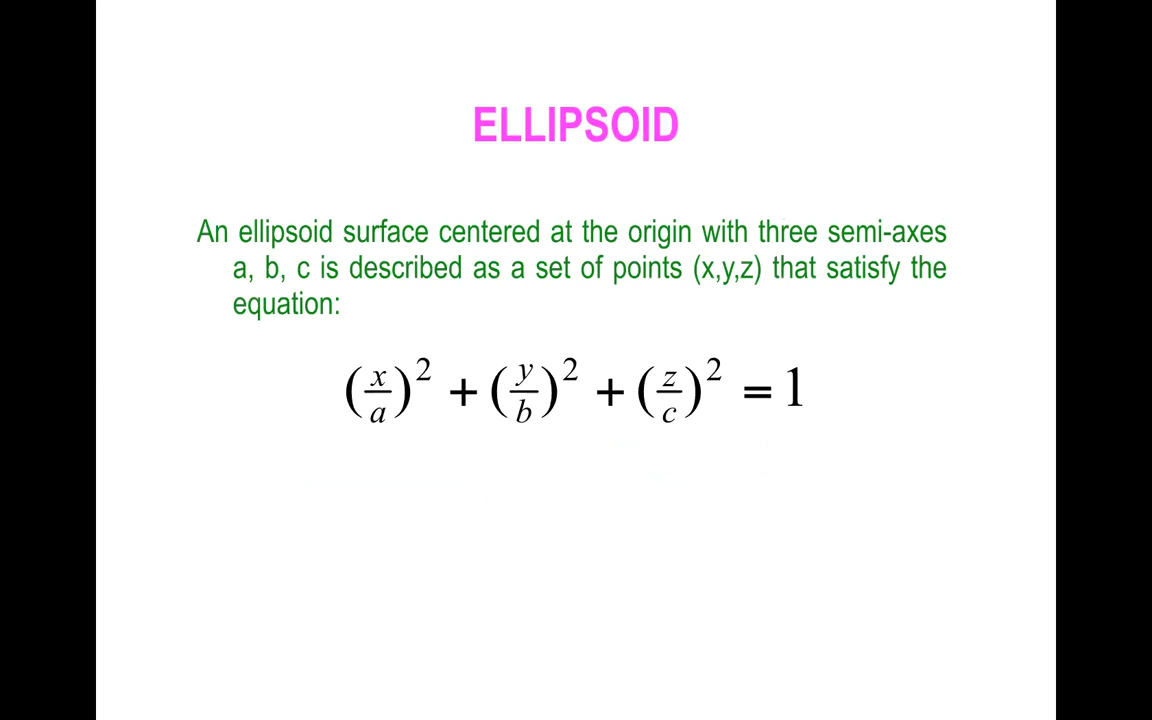 ELLIPSOID
An ellipsoid surface centered at the origin with three semi-axes
a, b, c is described as a set of points (x,y,z) that satisfy the
equation:
(x/a)² + (y/b)² + (z/c)² = 1